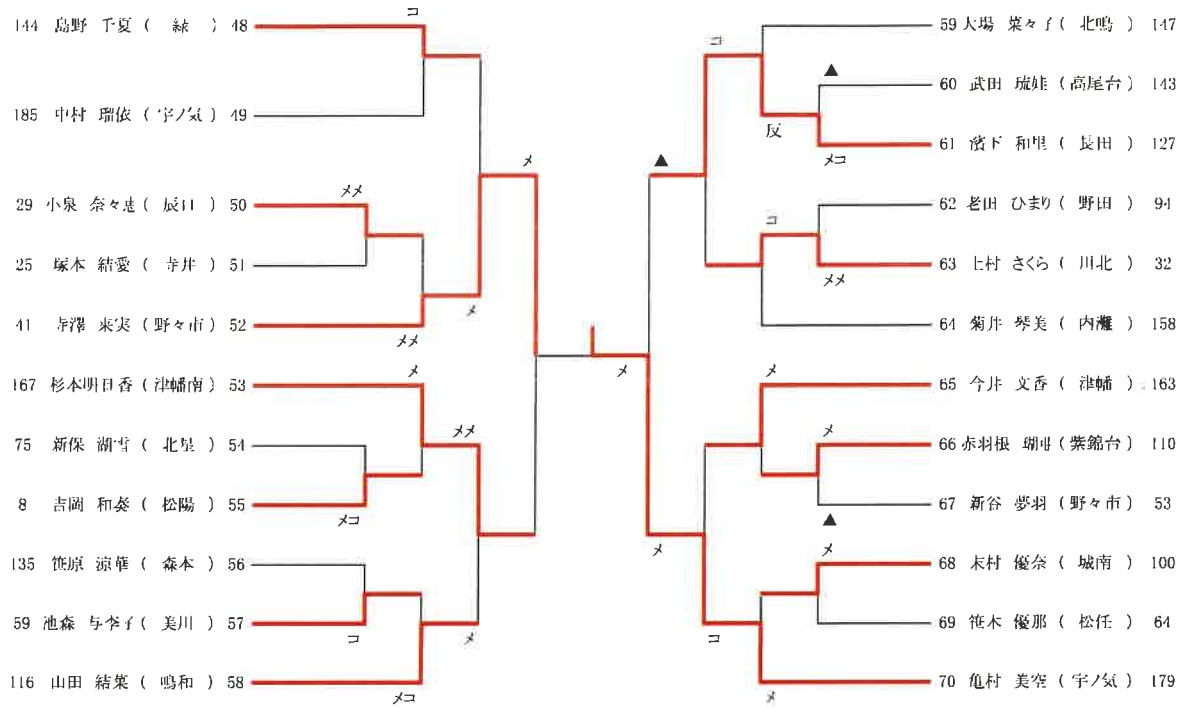 コ
144 島野 千夏 ( 緑 ) 48
185 中村 瑠依 ( 宇ノ気 ) 49
メ
メメ
29 小泉 奈々恵 ( 辰口 ) 50
25 塚本 結愛 ( 寺井 ) 51
メ
41 寺澤 来実 ( 野々市 ) 52
メメ
メ
167 杉本明日香 ( 津幡南 ) 53
メメ
75 新保 湖雪 ( 北星 ) 54
8 吉岡 和奏 ( 松陽 ) 55
メコ
135 笹原 涼雅 ( 森本 ) 56
59 池森 与李子 ( 美川 ) 57
コ
メ
116 山田 結菜 ( 鳴和 ) 58
メコ
メ
59 大場 菜々子 ( 北鳴 ) 147
コ
▲
60 武田 琉娃 ( 高尾台 ) 143
反
61 濱下 和里 ( 長田 ) 127
メコ
▲
62 老田 ひまり ( 野田 ) 94
コ
63 上村 さくら ( 川北 ) 32
メメ
64 菊井 琴美 ( 内灘 ) 158
メ
65 今井 文香 ( 津幡 ) 163
メ
66 赤羽根 ( 紫錦台 ) 110
67 新谷 夢羽 ( 野々市 ) 53
▲
メ
メ
68 末村 優奈 ( 城南 ) 100
69 笹木 優那 ( 松任 ) 64
コ
70 亀村 美空 ( 宇ノ気 ) 179
メ